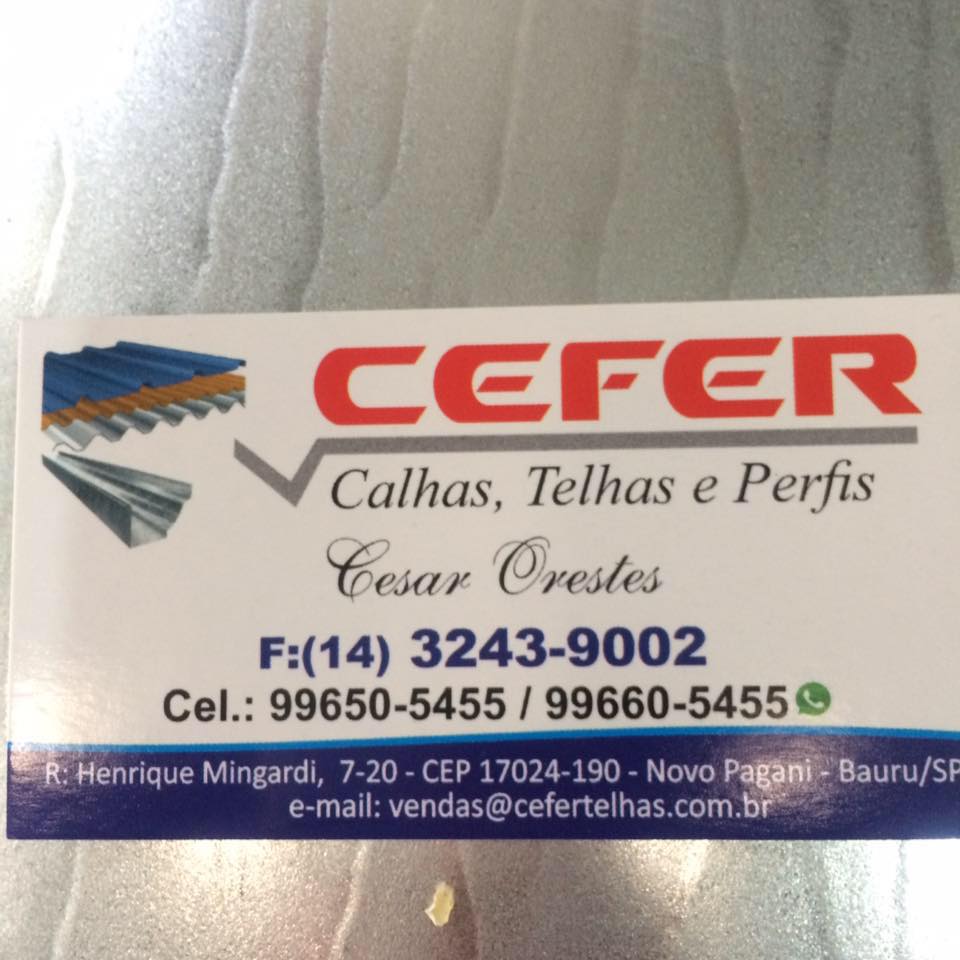 CEFER
Calhas, Telhas e Perfis
Cesar Orestes
F:(14) 3243-9002
Cel.: 99650-5455 / 99660-5455
R: Henrique Mingardi, 7-20 - CEP 17024-190 - Novo Pagani - Bauru/SP
e-mail: vendas@cefertelhas.com.br